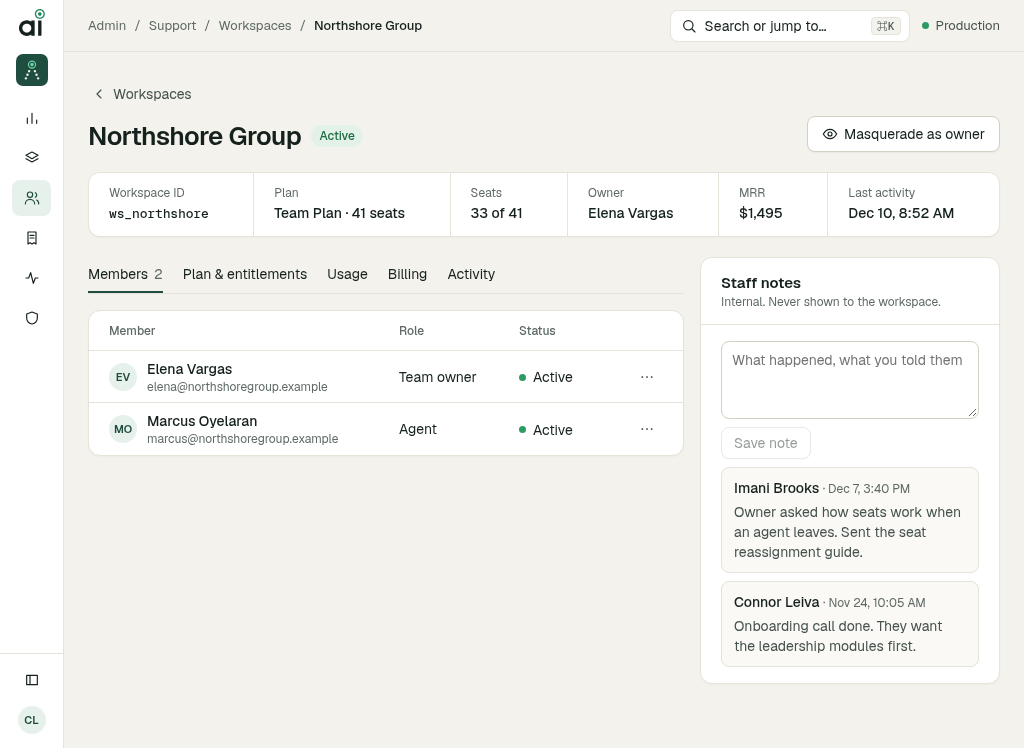 ai
Admin / Support / Workspaces / Northshore Group
Search or jump to… ⌘K
Production
Workspaces
Northshore Group Active
Masquerade as owner
Workspace ID
ws_northshore
Plan
Team Plan · 41 seats
Seats
33 of 41
Owner
Elena Vargas
MRR
$1,495
Last activity
Dec 10, 8:52 AM
Members 2 Plan & entitlements Usage Billing Activity
Member Role Status
EV Elena Vargas Team owner Active
elena@northshoregroup.example
MO Marcus Oyelaran Agent Active
marcus@northshoregroup.example
Staff notes
Internal. Never shown to the workspace.
What happened, what you told them
Save note
Imani Brooks · Dec 7, 3:40 PM
Owner asked how seats work when
an agent leaves. Sent the seat
reassignment guide.
Connor Leiva · Nov 24, 10:05 AM
Onboarding call done. They want
the leadership modules first.
CL